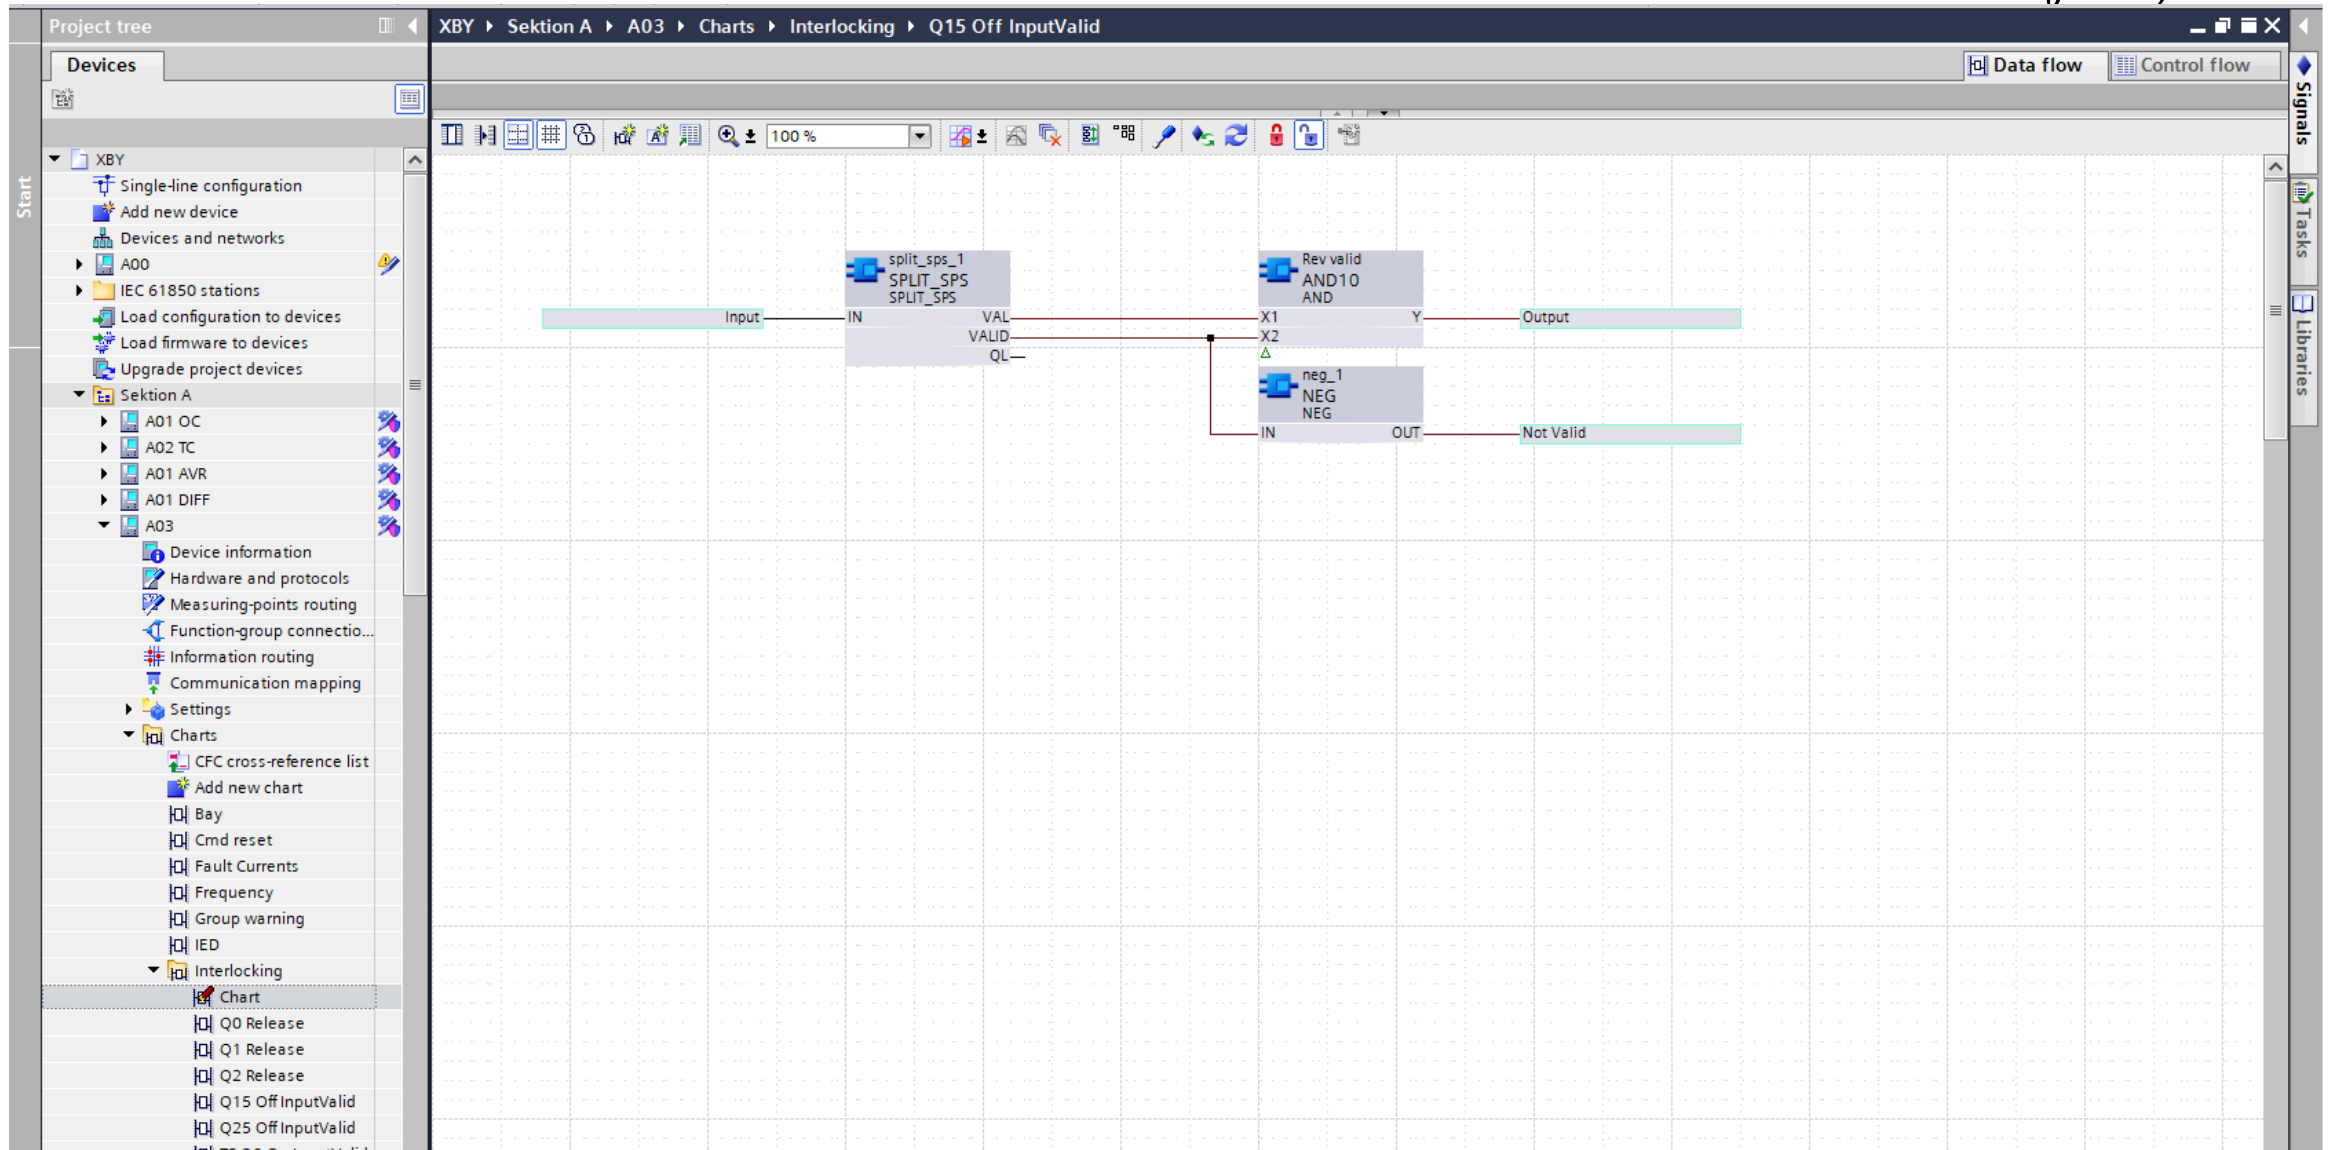 Project tree
XBY Sektion A A03 Charts Interlocking Q15 Off InputValid
Devices
Data flow
Control flow
100 %
Start
Signals
Tasks
Libraries
XBY
Single-line configuration
Add new device
Devices and networks
A00
IEC 61850 stations
Load configuration to devices
Load firmware to devices
Upgrade project devices
Sektion A
A01 OC
A02 TC
A01 AVR
A01 DIFF
A03
Device information
Hardware and protocols
Measuring-points routing
Function-group connectio...
Information routing
Communication mapping
Settings
Charts
CFC cross-reference list
Add new chart
Bay
Cmd reset
Fault Currents
Frequency
Group warning
IED
Interlocking
Chart
Q0 Release
Q1 Release
Q2 Release
Q15 Off InputValid
Q25 Off InputValid
split_sps_1
SPLIT_SPS
SPLIT_SPS
Input
IN VAL
VALID
QL
Rev valid
AND10
AND
X1 Y
X2
Output
neg_1
NEG
NEG
IN OUT
Not Valid